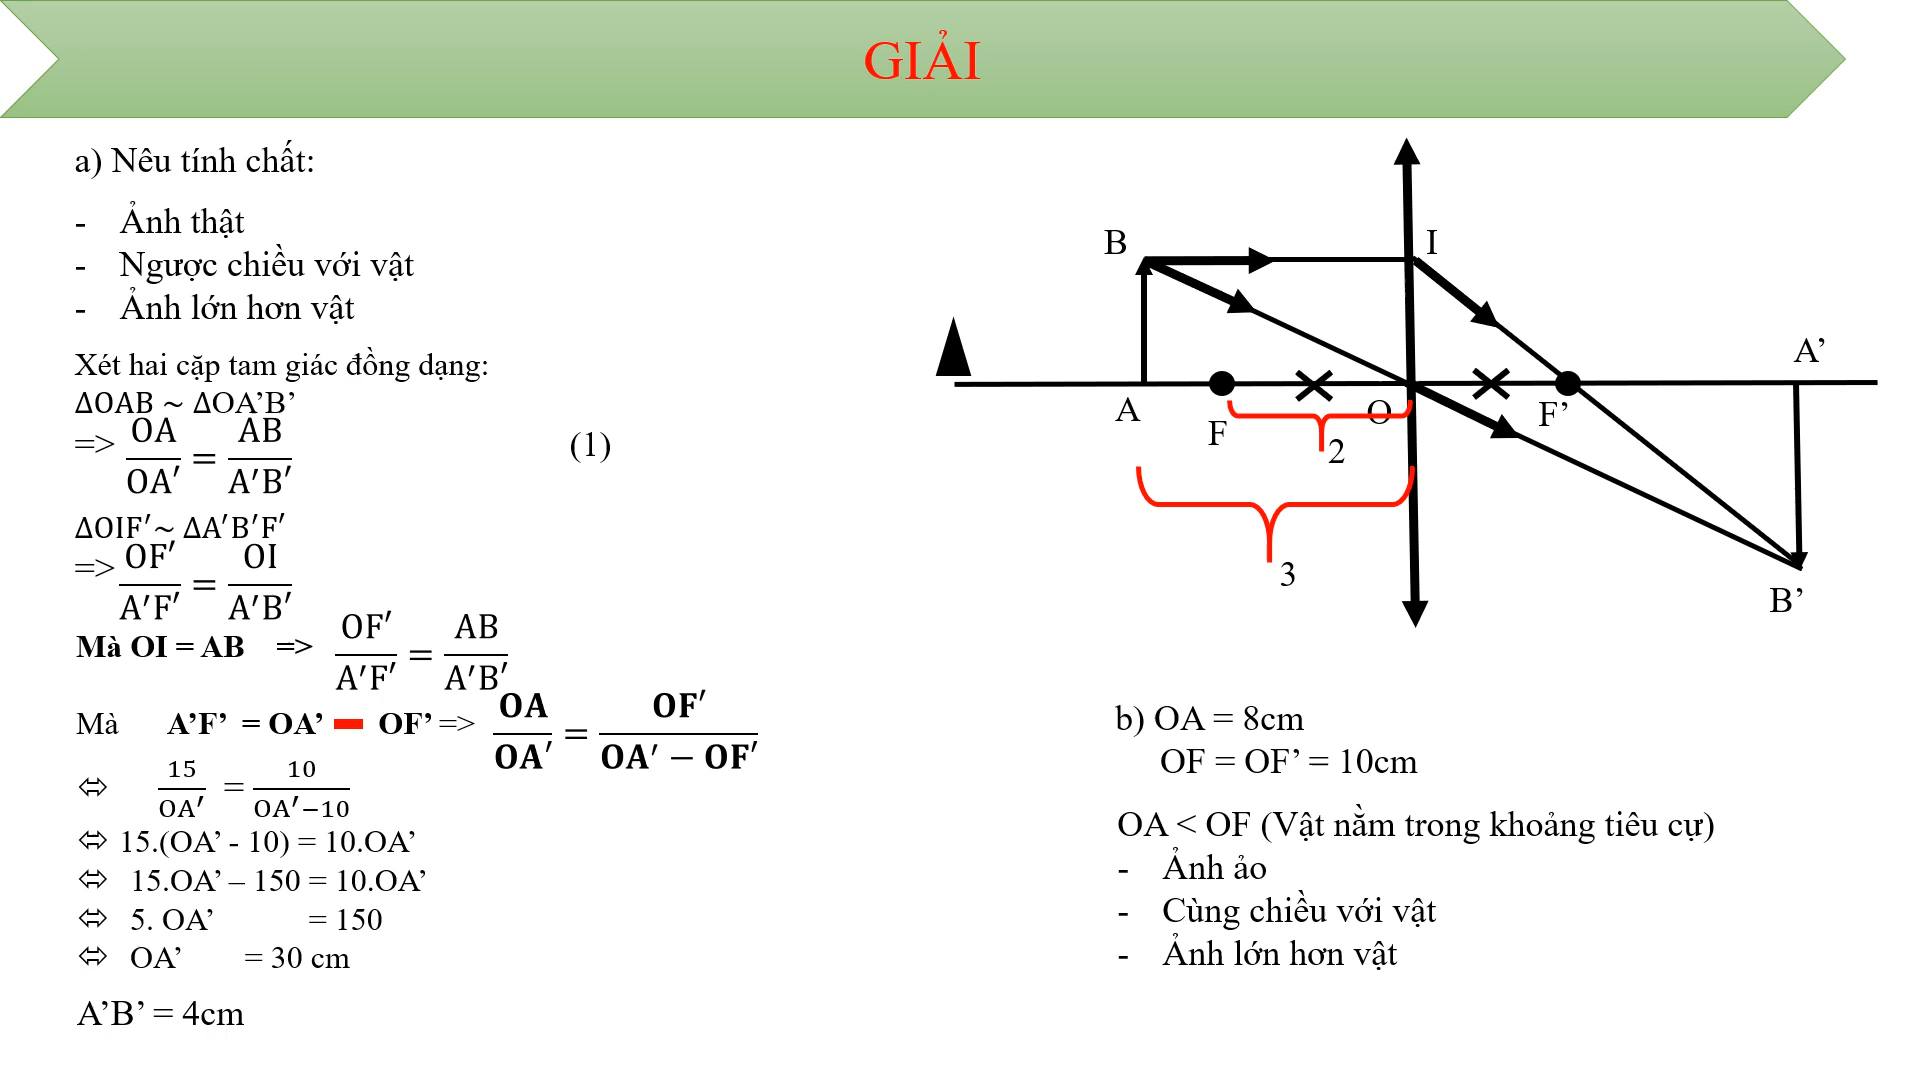 GIẢI
a) Nêu tính chất:
- Ảnh thật
- Ngược chiều với vật
- Ảnh lớn hơn vật
Xét hai cặp tam giác đồng dạng:
ΔOAB ~ ΔOA’B’
=> OA/OA′ = AB/A′B′ (1)
ΔOIF′~ ΔA′B′F′
=> OF′/A′F′ = OI/A′B′
Mà OI = AB => OF′/A′F′ = AB/A′B′
Mà A’F’ = OA’ − OF’ => OA/OA′ = OF′/(OA′ − OF′)
⇔ 15/OA′ = 10/(OA′−10)
⇔ 15.(OA’ - 10) = 10.OA’
⇔ 15.OA’ – 150 = 10.OA’
⇔ 5. OA’ = 150
⇔ OA’ = 30 cm
A’B’ = 4cm
B
I
A’
A
F
O
F’
2
3
B’
b) OA = 8cm
OF = OF’ = 10cm
OA < OF (Vật nằm trong khoảng tiêu cự)
- Ảnh ảo
- Cùng chiều với vật
- Ảnh lớn hơn vật